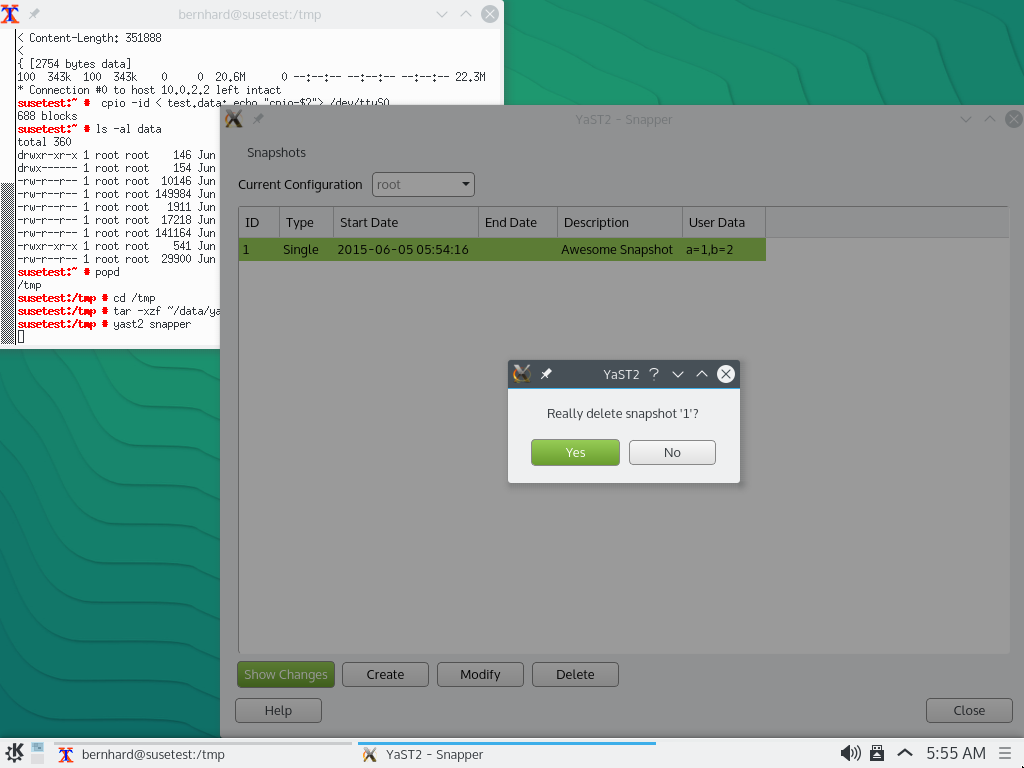 bernhard@susetest:/tmp
< Content-Length: 351888
<
{ [2754 bytes data]
100  343k  100  343k    0     0  20.6M      0 --:--:-- --:--:-- --:--:-- 22.3M
* Connection #0 to host 10.0.2.2 left intact
susetest:~ # cpio -id < test.data; echo "cpio-$?"> /dev/ttyS0
688 blocks
susetest:~ # ls -al data
total 360
drwxr-xr-x 1 root root    146 Jun
drwx------ 1 root root    154 Jun
-rw-r--r-- 1 root root  10146 Jun
-rw-r--r-- 1 root root 149984 Jun
-rw-r--r-- 1 root root   1911 Jun
-rw-r--r-- 1 root root  17218 Jun
-rw-r--r-- 1 root root 141164 Jun
-rwxr-xr-x 1 root root    541 Jun
-rw-r--r-- 1 root root  29900 Jun
susetest:~ # popd
/tmp
susetest:/tmp # cd /tmp
susetest:/tmp # tar -xzf ~/data/ya
susetest:/tmp # yast2 snapper
YaST2 - Snapper
Snapshots
Current Configuration root
ID Type Start Date End Date Description User Data
1 Single 2015-06-05 05:54:16 Awesome Snapshot a=1,b=2
YaST2
Really delete snapshot '1'?
Yes No
Show Changes Create Modify Delete
Help Close
bernhard@susetest:/tmp YaST2 - Snapper 5:55 AM